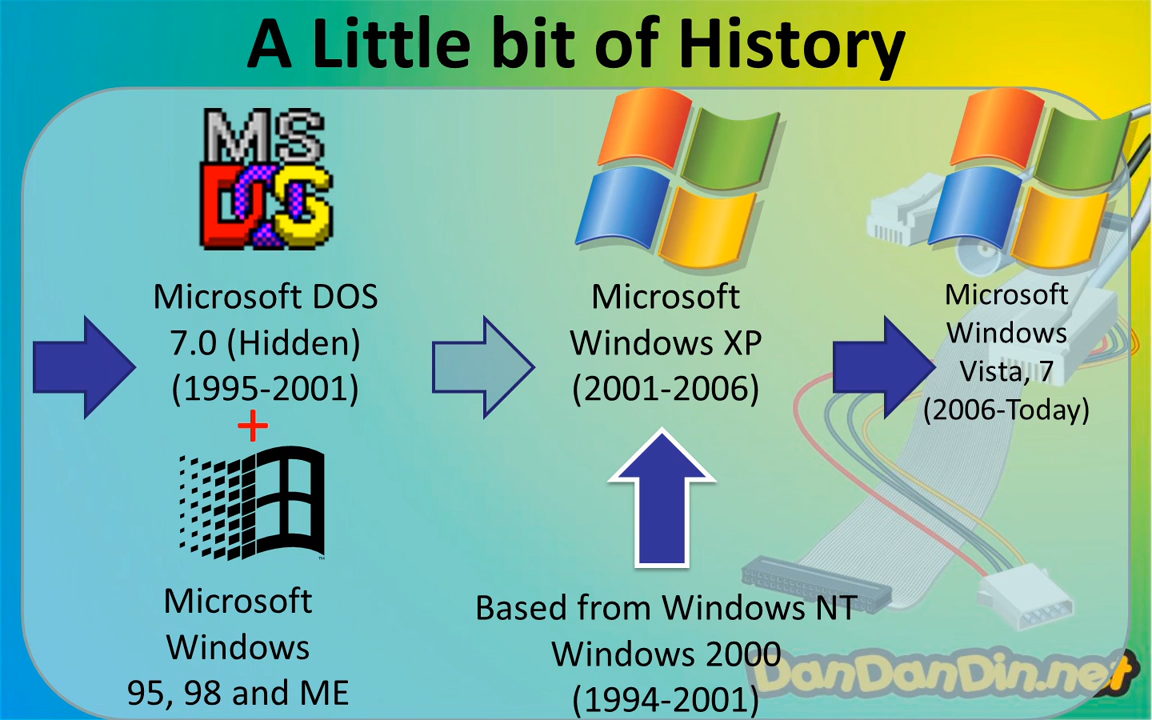 A Little bit of History
MS
DOS
Microsoft DOS
7.0 (Hidden)
(1995-2001)
+
Microsoft
Windows
95, 98 and ME
Microsoft
Windows XP
(2001-2006)
Based from Windows NT
Windows 2000
(1994-2001)
Microsoft
Windows
Vista, 7
(2006-Today)
DanDanDin.net